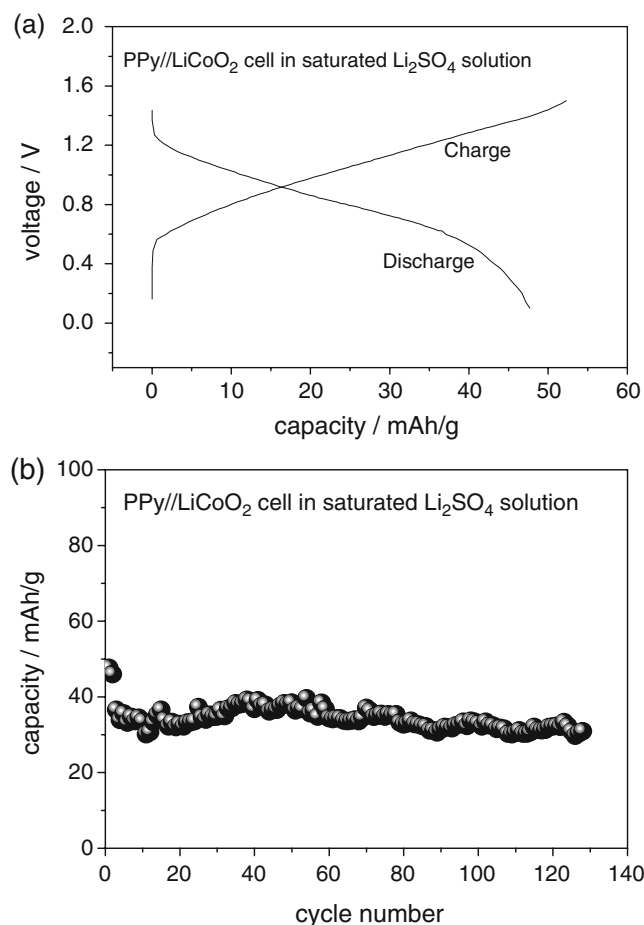 (a)
2.0
PPy//LiCoO₂ cell in saturated Li₂SO₄ solution
1.6
1.2
Charge
0.8
Discharge
0.4
0.0
voltage / V
0 10 20 30 40 50 60
capacity / mAh/g
(b)
100
PPy//LiCoO₂ cell in saturated Li₂SO₄ solution
80
60
40
20
0
capacity / mAh/g
0 20 40 60 80 100 120 140
cycle number